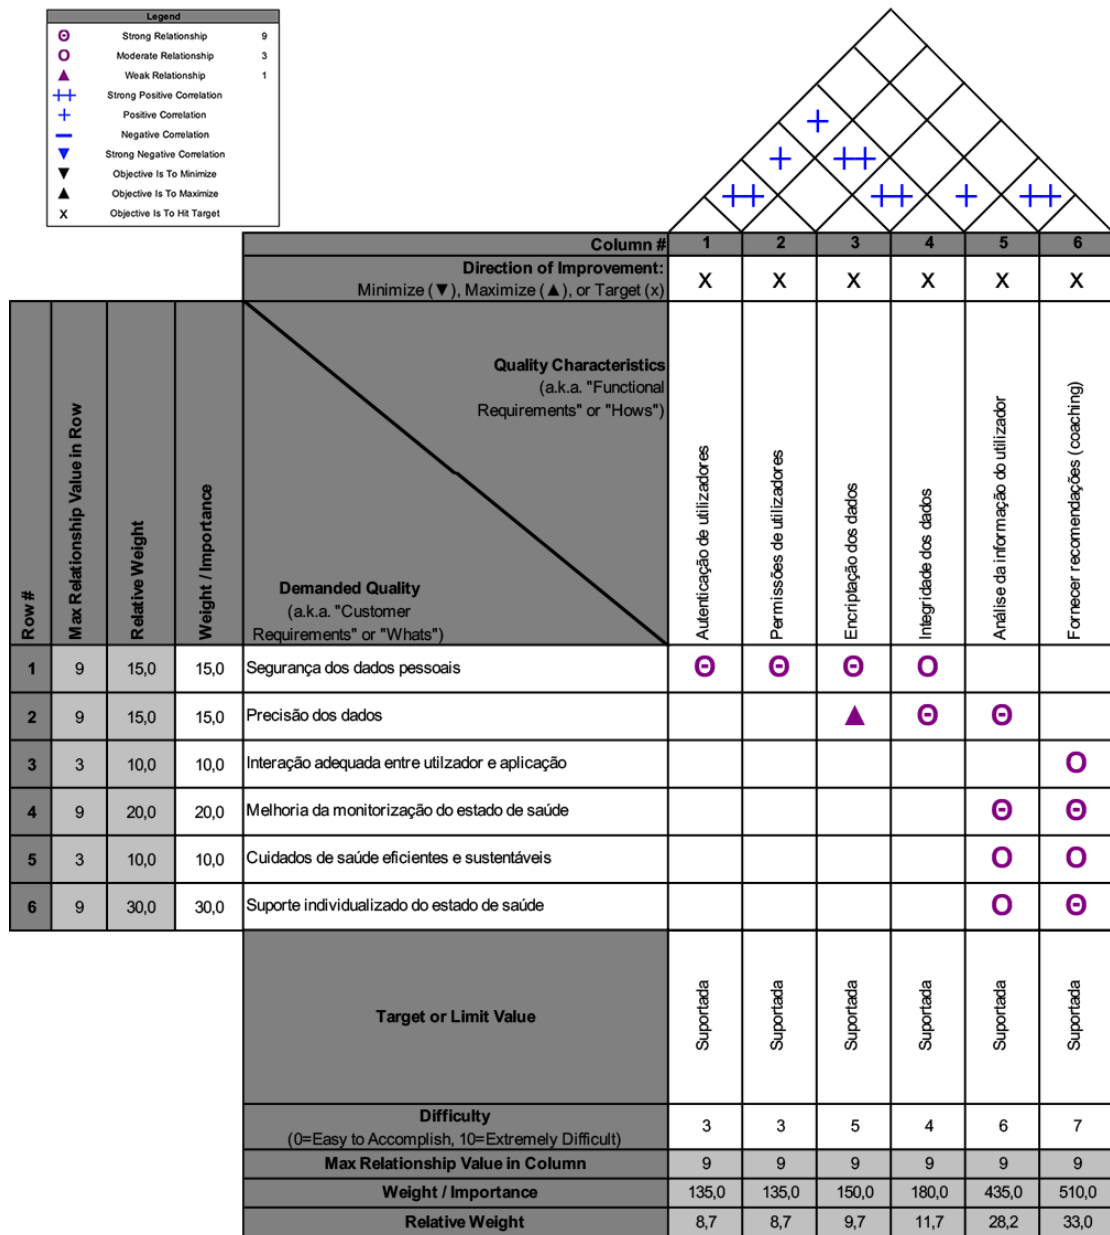 Legend
Θ Strong Relationship 9
Ο Moderate Relationship 3
▲ Weak Relationship 1
┼┼ Strong Positive Correlation
┼ Positive Correlation
▬ Negative Correlation
▼ Strong Negative Correlation
▼ Objective Is To Minimize
▲ Objective Is To Maximize
x Objective Is To Hit Target
┼
┼ ┼┼
┼┼ ┼┼ ┼ ┼┼
Column # 1 2 3 4 5 6
Direction of Improvement:
Minimize (▼), Maximize (▲), or Target (x) x x x x x x
Row #
Max Relationship Value in Row
Relative Weight
Weight / Importance
Quality Characteristics
(a.k.a. "Functional
Requirements" or "Hows")
Demanded Quality
(a.k.a. "Customer
Requirements" or "Whats")
Autenticação de utilizadores
Permissões de utilizadores
Encriptação dos dados
Integridade dos dados
Análise da informação do utilizador
Fornecer recomendações (coaching)
1 9 15,0 15,0 Segurança dos dados pessoais Θ Θ Θ Ο
2 9 15,0 15,0 Precisão dos dados ▲ Θ Θ
3 3 10,0 10,0 Interação adequada entre utilzador e aplicação Ο
4 9 20,0 20,0 Melhoria da monitorização do estado de saúde Θ Θ
5 3 10,0 10,0 Cuidados de saúde eficientes e sustentáveis Ο Ο
6 9 30,0 30,0 Suporte individualizado do estado de saúde Ο Θ
Target or Limit Value
Suportada
Suportada
Suportada
Suportada
Suportada
Suportada
Difficulty
(0=Easy to Accomplish, 10=Extremely Difficult) 3 3 5 4 6 7
Max Relationship Value in Column 9 9 9 9 9 9
Weight / Importance 135,0 135,0 150,0 180,0 435,0 510,0
Relative Weight 8,7 8,7 9,7 11,7 28,2 33,0